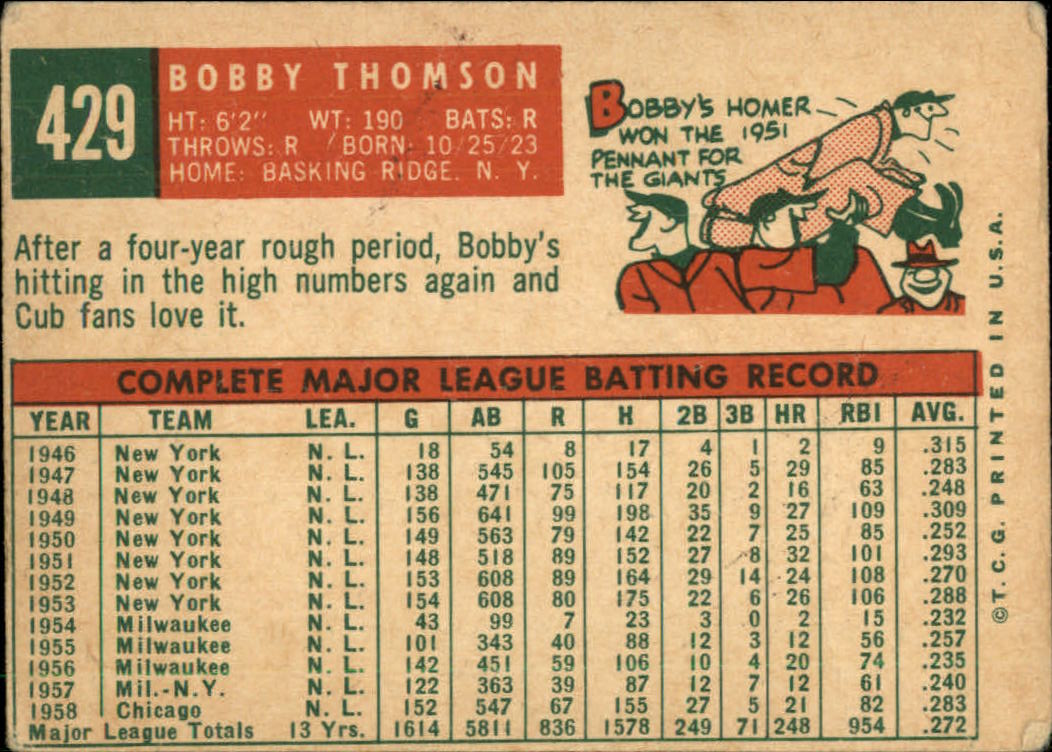 429
BOBBY THOMSON
HT: 6'2" WT: 190 BATS: R
THROWS: R / BORN: 10/25/23
HOME: BASKING RIDGE. N. Y.
BOBBY'S HOMER
WON THE 1951
PENNANT FOR
THE GIANTS
After a four-year rough period, Bobby's
hitting in the high numbers again and
Cub fans love it.
COMPLETE MAJOR LEAGUE BATTING RECORD
YEAR TEAM LEA. G AB R H 2B 3B HR RBI AVG.
1946 New York N. L. 18 54 8 17 4 1 2 9 .315
1947 New York N. L. 138 545 105 154 26 5 29 85 .283
1948 New York N. L. 138 471 75 117 20 2 16 63 .248
1949 New York N. L. 156 641 99 198 35 9 27 109 .309
1950 New York N. L. 149 563 79 142 22 7 25 85 .252
1951 New York N. L. 148 518 89 152 27 8 32 101 .293
1952 New York N. L. 153 608 89 164 29 14 24 108 .270
1953 New York N. L. 154 608 80 175 22 6 26 106 .288
1954 Milwaukee N. L. 43 99 7 23 3 0 2 15 .232
1955 Milwaukee N. L. 101 343 40 88 12 3 12 56 .257
1956 Milwaukee N. L. 142 451 59 106 10 4 20 74 .235
1957 Mil.-N.Y. N. L. 122 363 39 87 12 7 12 61 .240
1958 Chicago N. L. 152 547 67 155 27 5 21 82 .283
Major League Totals 13 Yrs. 1614 5811 836 1578 249 71 248 954 .272
©T. C. G. PRINTED IN U.S.A.